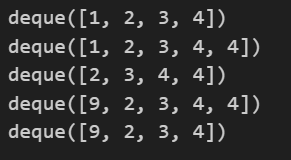 deque([1, 2, 3, 4])
deque([1, 2, 3, 4, 4])
deque([2, 3, 4, 4])
deque([9, 2, 3, 4, 4])
deque([9, 2, 3, 4])